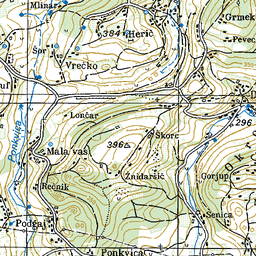 Mlinar
384
Herič
Grmek
Pevec
Spr
Vrečko
Lončar
Škorc
296
Ponkvica
Mala vas
396
Žnidaršič
Gorjup
Rečnik
Podgaj
Senica
Ponkvica